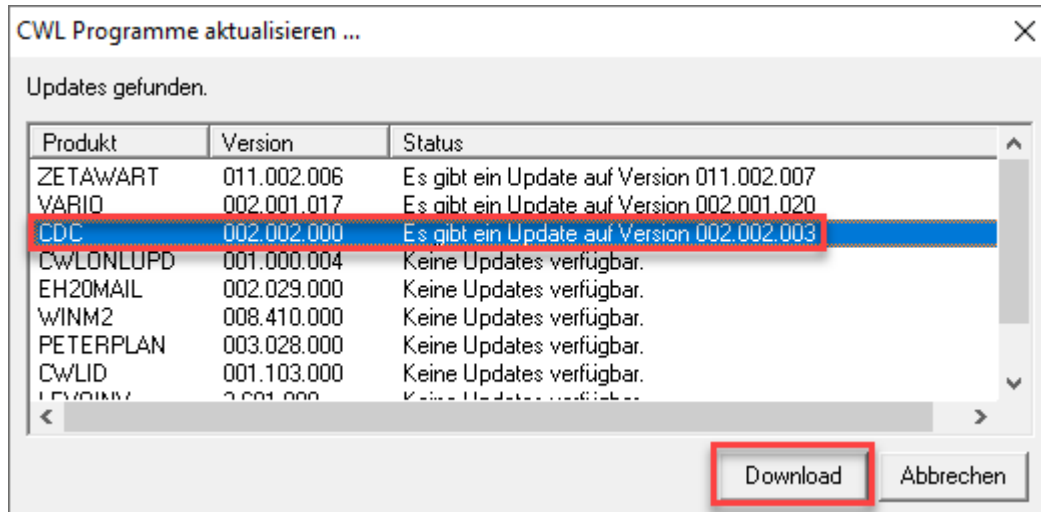 CWL Programme aktualisieren ...
Updates gefunden.
Produkt Version Status
ZETAWART 011.002.006 Es gibt ein Update auf Version 011.002.007
VARIO 002.001.017 Es gibt ein Update auf Version 002.001.020
CDC 002.002.000 Es gibt ein Update auf Version 002.002.003
CWLONLUPD 001.000.004 Keine Updates verfügbar.
EH20MAIL 002.029.000 Keine Updates verfügbar.
WINM2 008.410.000 Keine Updates verfügbar.
PETERPLAN 003.028.000 Keine Updates verfügbar.
CWLID 001.103.000 Keine Updates verfügbar.
Keine Updates verfügbar.
Download Abbrechen